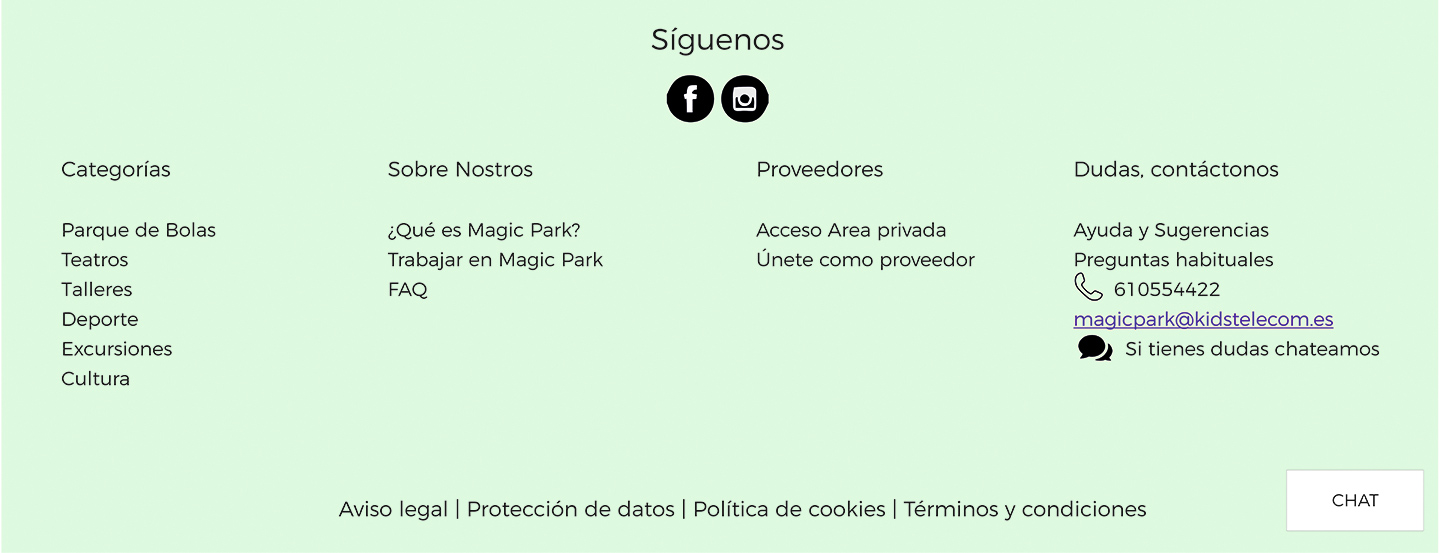 Síguenos
Categorías
Parque de Bolas
Teatros
Talleres
Deporte
Excursiones
Cultura
Sobre Nostros
¿Qué es Magic Park?
Trabajar en Magic Park
FAQ
Proveedores
Acceso Area privada
Únete como proveedor
Dudas, contáctonos
Ayuda y Sugerencias
Preguntas habituales
610554422
magicpark@kidstelecom.es
Si tienes dudas chateamos
Aviso legal | Protección de datos | Política de cookies | Términos y condiciones
CHAT